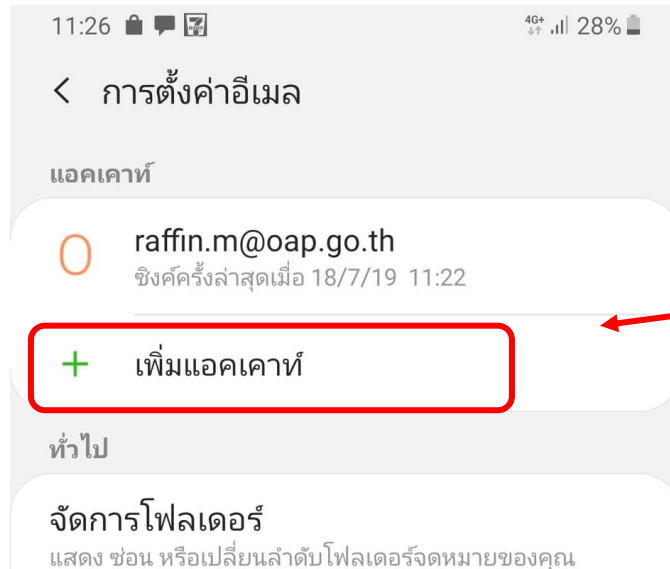 11:26 4G+ 28%
การตั้งค่าอีเมล
แอคเคาท์
raffin.m@oap.go.th
ซิงค์ครั้งล่าสุดเมื่อ 18/7/19 11:22
เพิ่มแอคเคาท์
ทั่วไป
จัดการโฟลเดอร์
แสดง ซ่อน หรือเปลี่ยนลำดับโฟลเดอร์จดหมายของคุณ